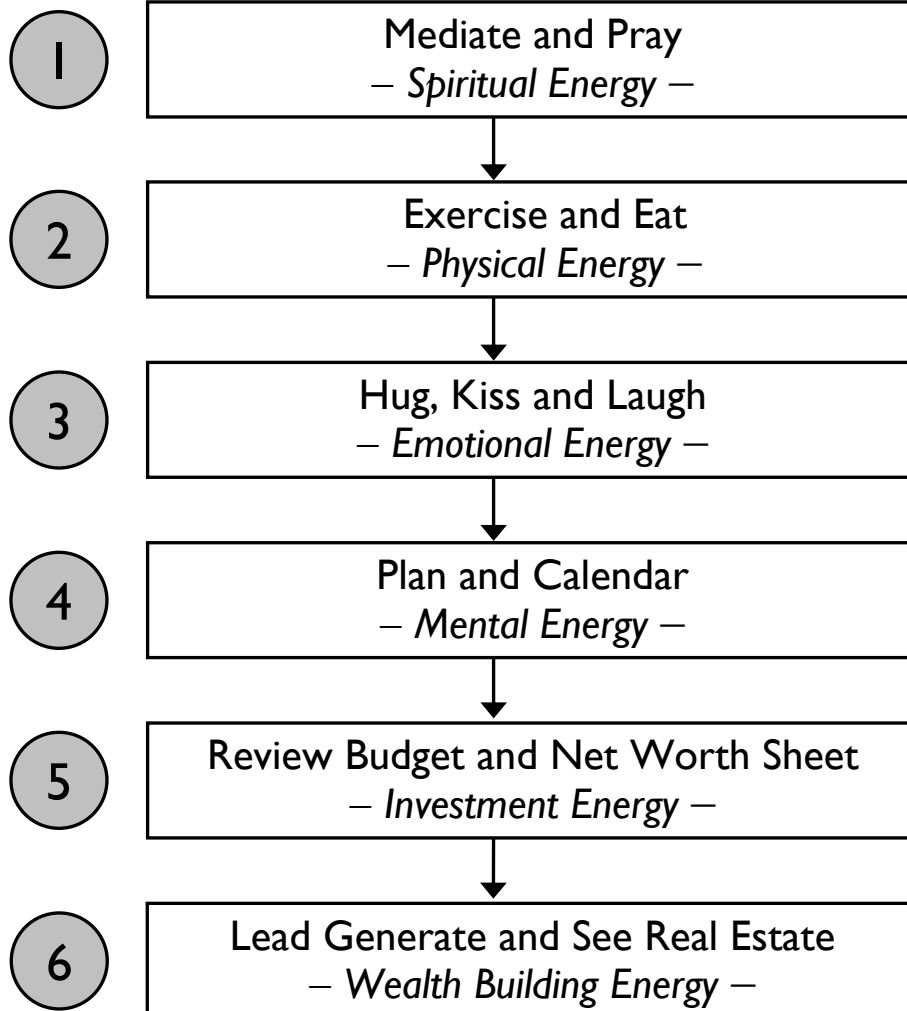 1
Mediate and Pray
– Spiritual Energy –
2
Exercise and Eat
– Physical Energy –
3
Hug, Kiss and Laugh
– Emotional Energy –
4
Plan and Calendar
– Mental Energy –
5
Review Budget and Net Worth Sheet
– Investment Energy –
6
Lead Generate and See Real Estate
– Wealth Building Energy –